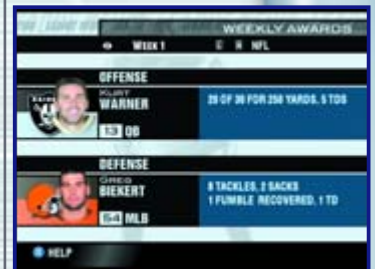 WEEKLY AWARDS
WEEK 1
NFL
OFFENSE
KURT
WARNER
13 QB
29 OF 36 FOR 250 YARDS, 5 TDS
DEFENSE
GREG
BIEKERT
54 MLB
8 TACKLES, 2 SACKS
1 FUMBLE RECOVERED, 1 TD
HELP